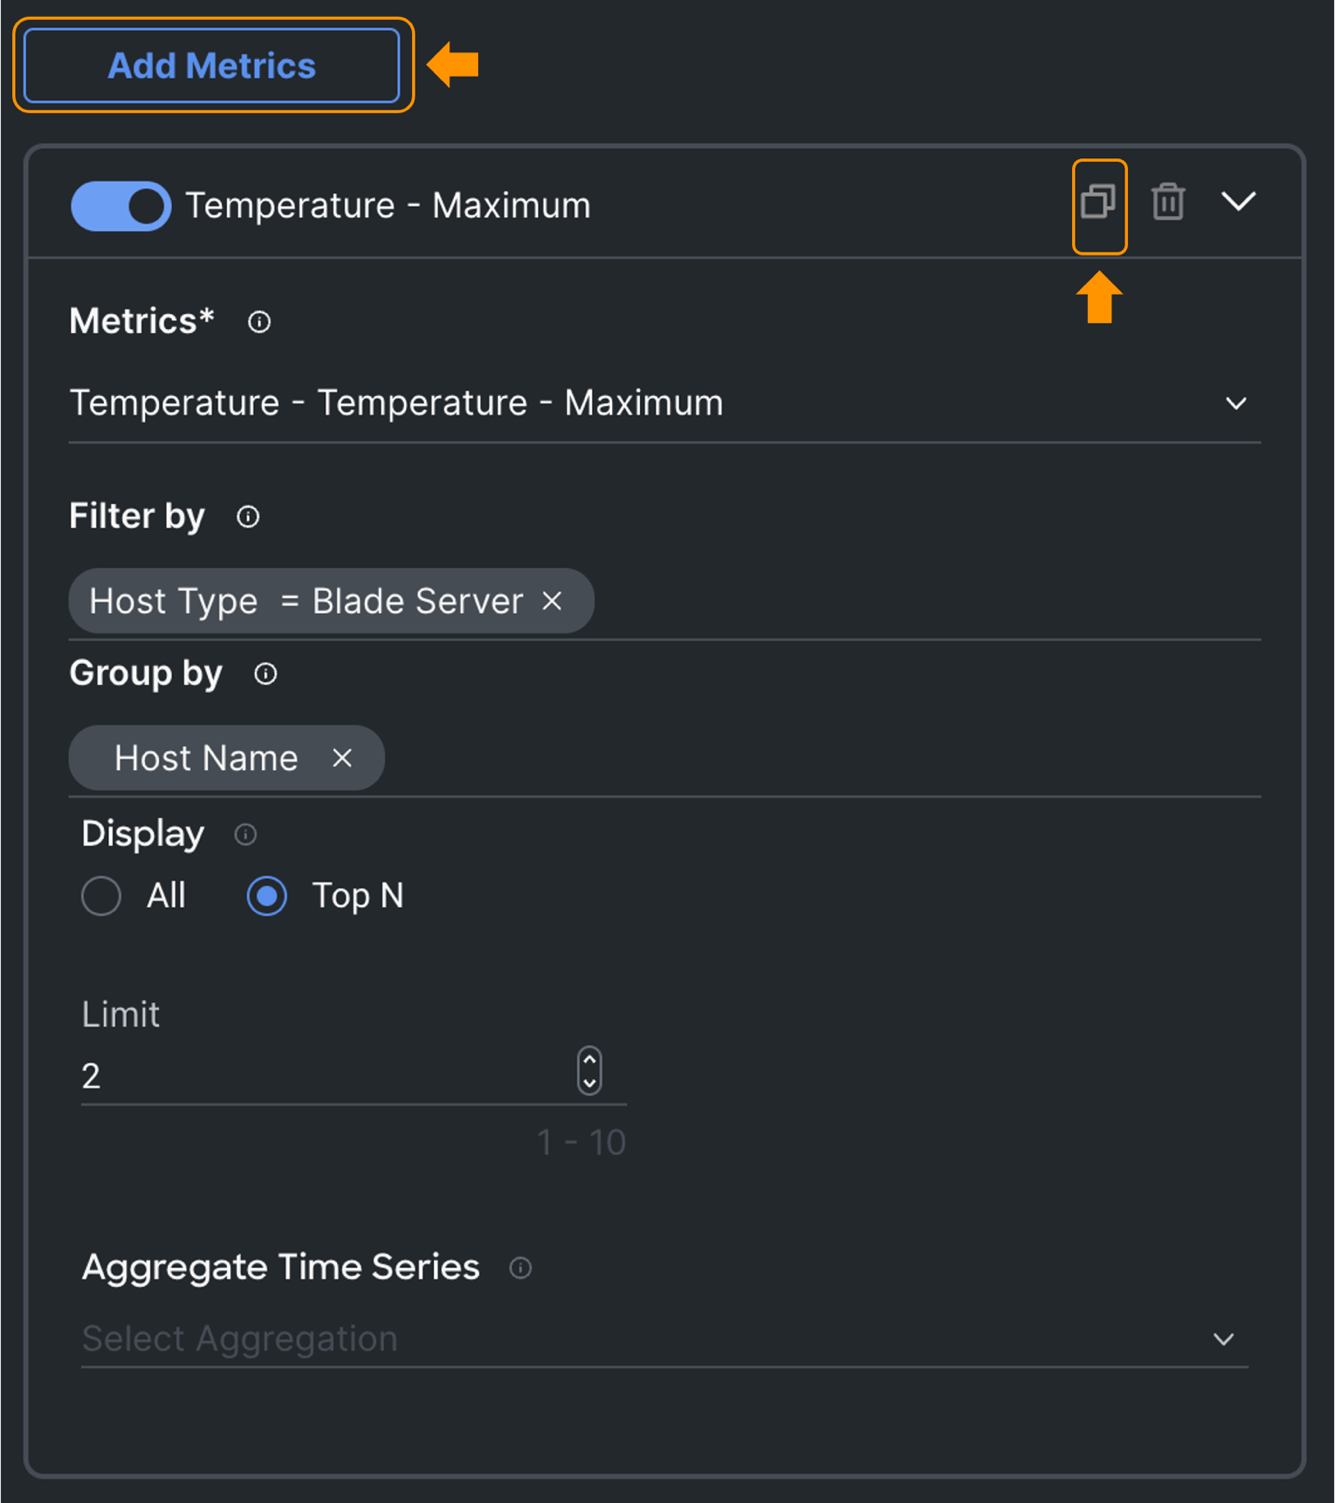 Add Metrics
Temperature - Maximum
Metrics*
Temperature - Temperature - Maximum
Filter by
Host Type = Blade Server ×
Group by
Host Name ×
Display
All Top N
Limit
2
1 - 10
Aggregate Time Series
Select Aggregation